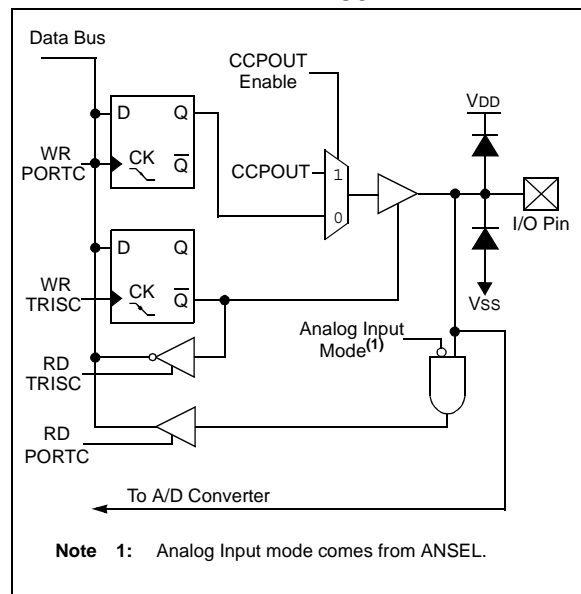 Data Bus
CCPOUT
Enable
VDD
D Q
WR
PORTC
CK
Q
CCPOUT
1
0
I/O Pin
D Q
WR
TRISC
CK
Q
VSS
Analog Input
Mode(1)
RD
TRISC
RD
PORTC
To A/D Converter
Note 1: Analog Input mode comes from ANSEL.